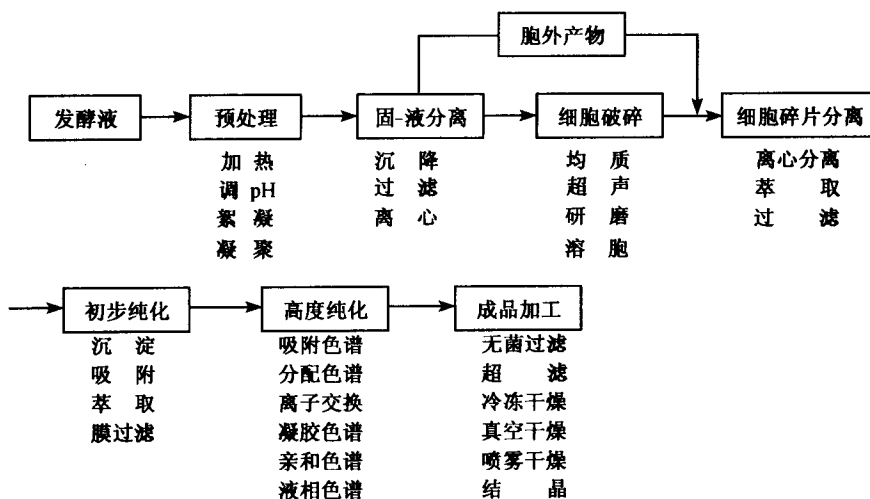 胞外产物
发酵液
预处理
固-液分离
细胞破碎
细胞碎片分离
加热
调pH
絮凝
凝聚
沉降
过滤
离心
均质
超声
研磨
溶胞
离心分离
萃取
过滤
初步纯化
高度纯化
成品加工
沉淀
吸附
萃取
膜过滤
吸附色谱
分配色谱
离子交换
凝胶色谱
亲和色谱
液相色谱
无菌过滤
超滤
冷冻干燥
真空干燥
喷雾干燥
结晶